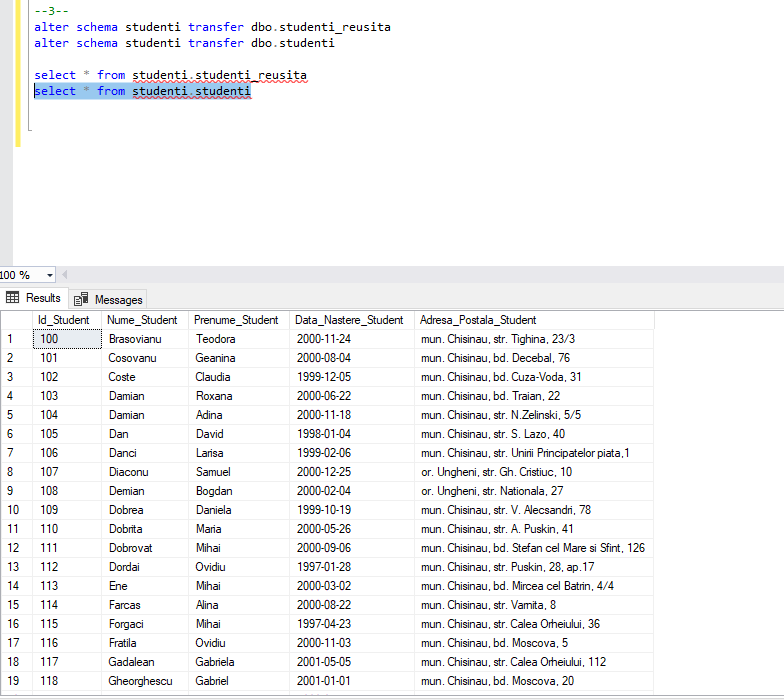 --3--
alter schema studenti transfer dbo.studenti_reusita
alter schema studenti transfer dbo.studenti
select * from studenti.studenti_reusita
select * from studenti.studenti
100 %
Results Messages
Id_Student Nume_Student Prenume_Student Data_Nastere_Student Adresa_Postala_Student
1 100 Brasovianu Teodora 2000-11-24 mun. Chisinau, str. Tighina, 23/3
2 101 Cosovanu Geanina 2000-08-04 mun. Chisinau, bd. Decebal, 76
3 102 Coste Claudia 1999-12-05 mun. Chisinau, bd. Cuza-Voda, 31
4 103 Damian Roxana 2000-06-22 mun. Chisinau, bd. Traian, 22
5 104 Damian Adina 2000-11-18 mun. Chisinau, str. N.Zelinski, 5/5
6 105 Dan David 1998-01-04 mun. Chisinau, str. S. Lazo, 40
7 106 Danci Larisa 1999-02-06 mun. Chisinau, str. Unirii Principatelor piata,1
8 107 Diaconu Samuel 2000-12-25 or. Ungheni, str. Gh. Cristiuc, 10
9 108 Demian Bogdan 2000-02-04 or. Ungheni, str. Nationala, 27
10 109 Dobrea Daniela 1999-10-19 mun. Chisinau, str. V. Alecsandri, 78
11 110 Dobrita Maria 2000-05-26 mun. Chisinau, str. A. Puskin, 41
12 111 Dobrovat Mihai 2000-09-06 mun. Chisinau, bd. Stefan cel Mare si Sfint, 126
13 112 Dordai Ovidiu 1997-01-28 mun. Chisinau, str. Puskin, 28, ap.17
14 113 Ene Mihai 2000-03-02 mun. Chisinau, bd. Mircea cel Batrin, 4/4
15 114 Farcas Alina 2000-08-22 mun. Chisinau, str. Varnita, 8
16 115 Forgaci Mihai 1997-04-23 mun. Chisinau, str. Calea Orheiului, 36
17 116 Fratila Ovidiu 2000-11-03 mun. Chisinau, bd. Moscova, 5
18 117 Gadalean Gabriela 2001-05-05 mun. Chisinau, str. Calea Orheiului, 112
19 118 Gheorghescu Gabriel 2001-01-01 mun. Chisinau, bd. Moscova, 20